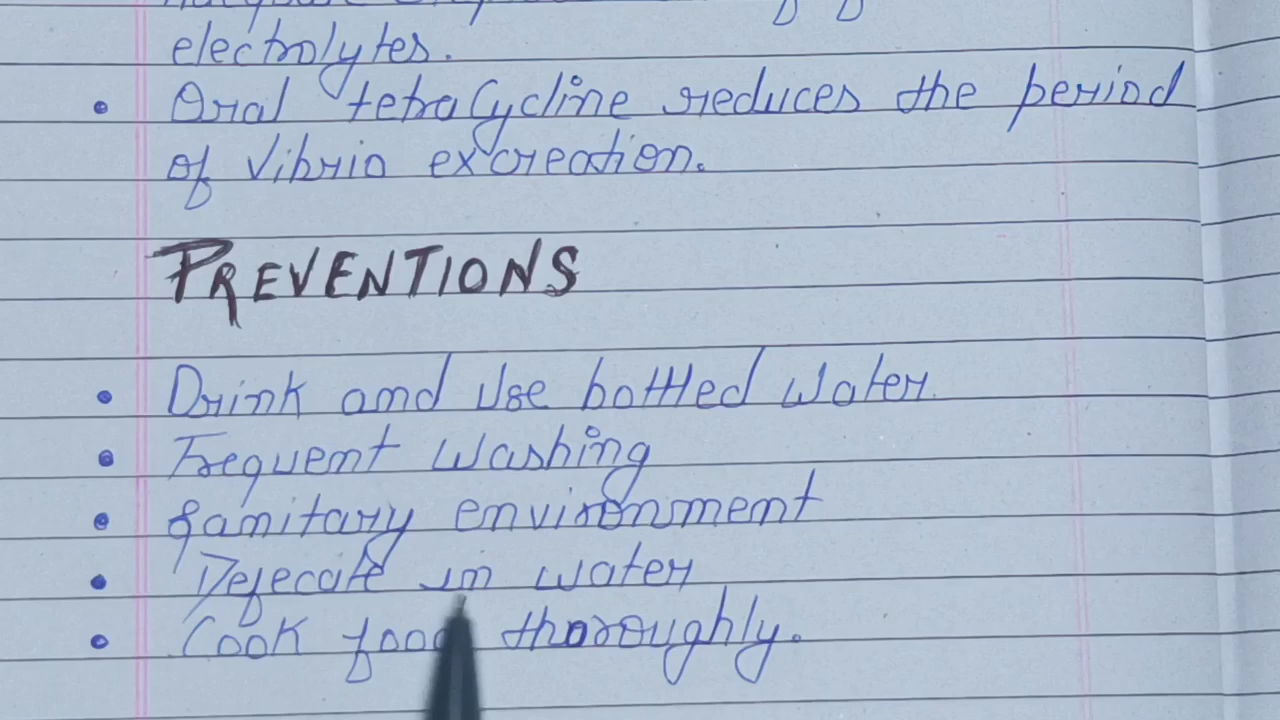 electrolytes.
• Oral tetracycline reduces the period
of Vibrio excreation.
PREVENTIONS
• Drink and Use bottled water.
• Frequent washing
• Sanitary environment
• Defecate in water
• Cook food thoroughly.